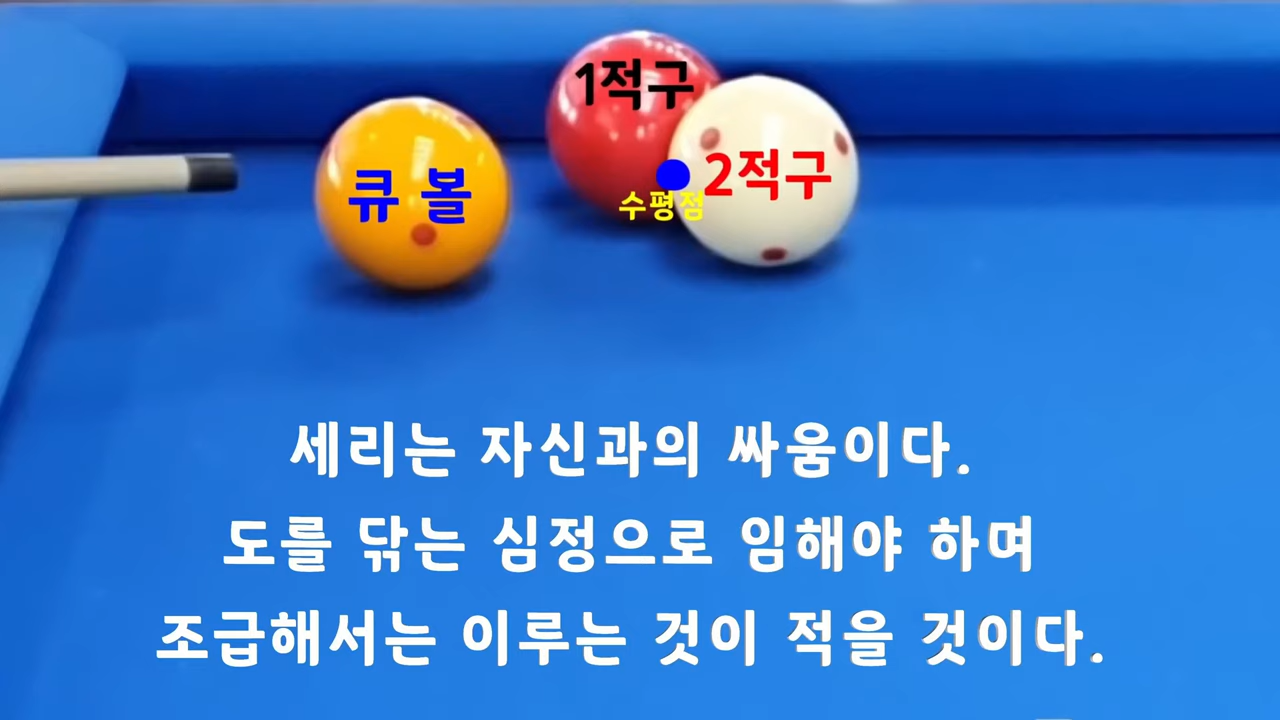 1적구
큐 볼
2적구
수평점
세리는 자신과의 싸움이다.
도를 닦는 심정으로 임해야 하며
조급해서는 이루는 것이 적을 것이다.